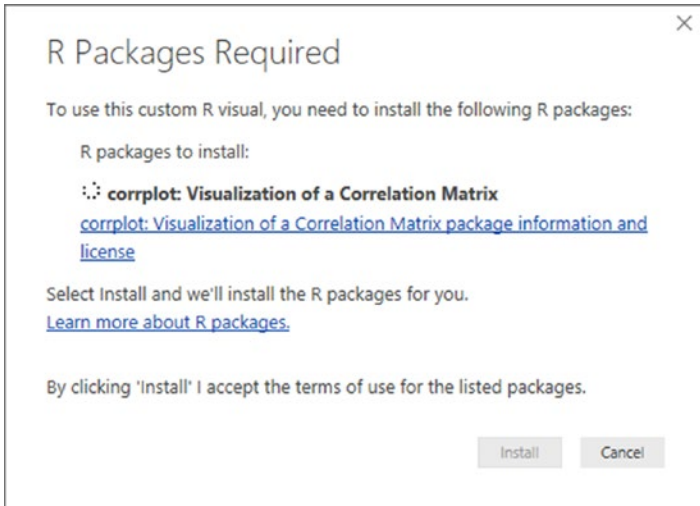 R Packages Required
To use this custom R visual, you need to install the following R packages:
R packages to install:
corrplot: Visualization of a Correlation Matrix
corrplot: Visualization of a Correlation Matrix package information and
license
Select Install and we'll install the R packages for you.
Learn more about R packages.
By clicking 'Install' I accept the terms of use for the listed packages.
Install
Cancel